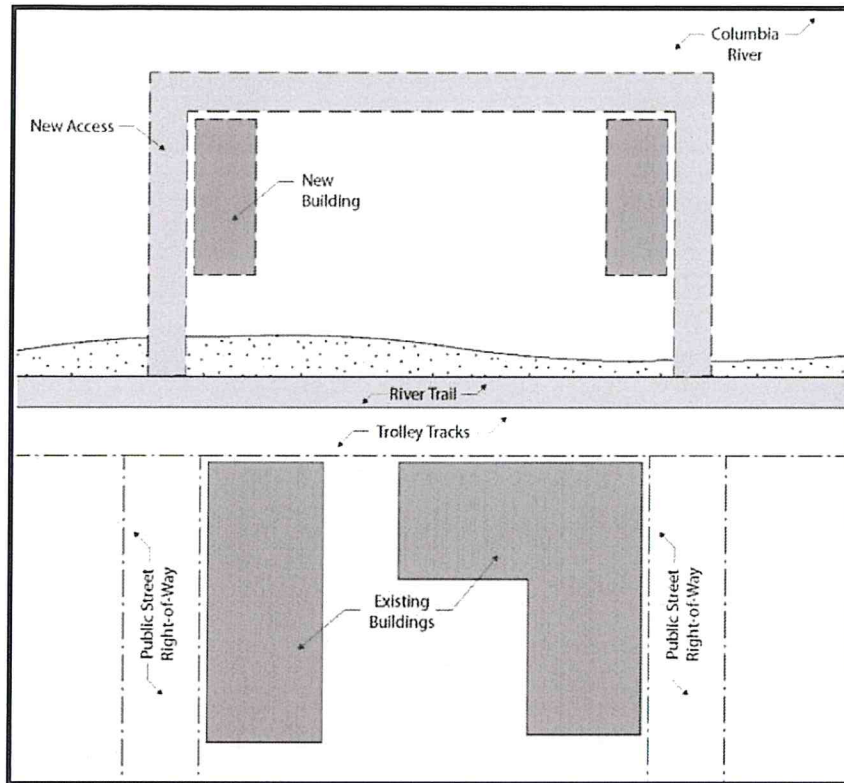 Columbia
River
New Access
New
Building
River Trail
Trolley Tracks
Public Street
Right-of-Way
Existing
Buildings
Public Street
Right-of-Way